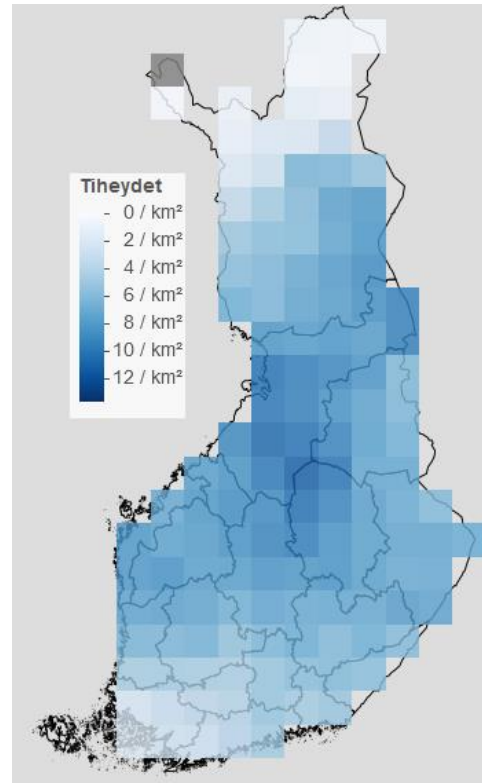 Tiheydet
0 / km²
2 / km²
4 / km²
6 / km²
8 / km²
10 / km²
12 / km²